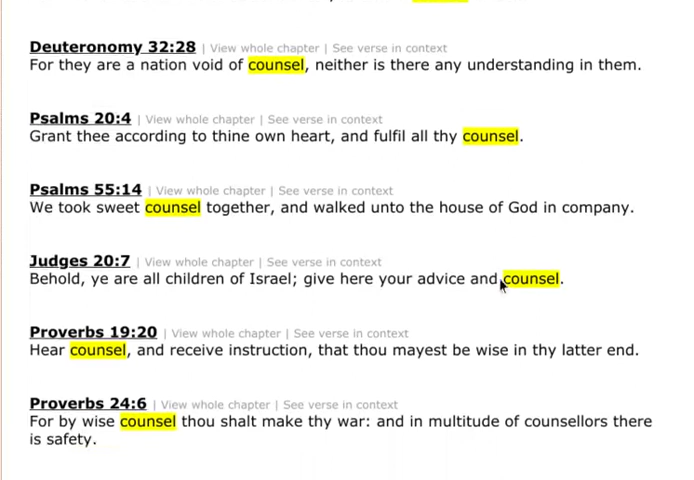 Deuteronomy 32:28 | View whole chapter | See verse in context
For they are a nation void of counsel, neither is there any understanding in them.
Psalms 20:4 | View whole chapter | See verse in context
Grant thee according to thine own heart, and fulfil all thy counsel.
Psalms 55:14 | View whole chapter | See verse in context
We took sweet counsel together, and walked unto the house of God in company.
Judges 20:7 | View whole chapter | See verse in context
Behold, ye are all children of Israel; give here your advice and counsel.
Proverbs 19:20 | View whole chapter | See verse in context
Hear counsel, and receive instruction, that thou mayest be wise in thy latter end.
Proverbs 24:6 | View whole chapter | See verse in context
For by wise counsel thou shalt make thy war: and in multitude of counsellors there
is safety.